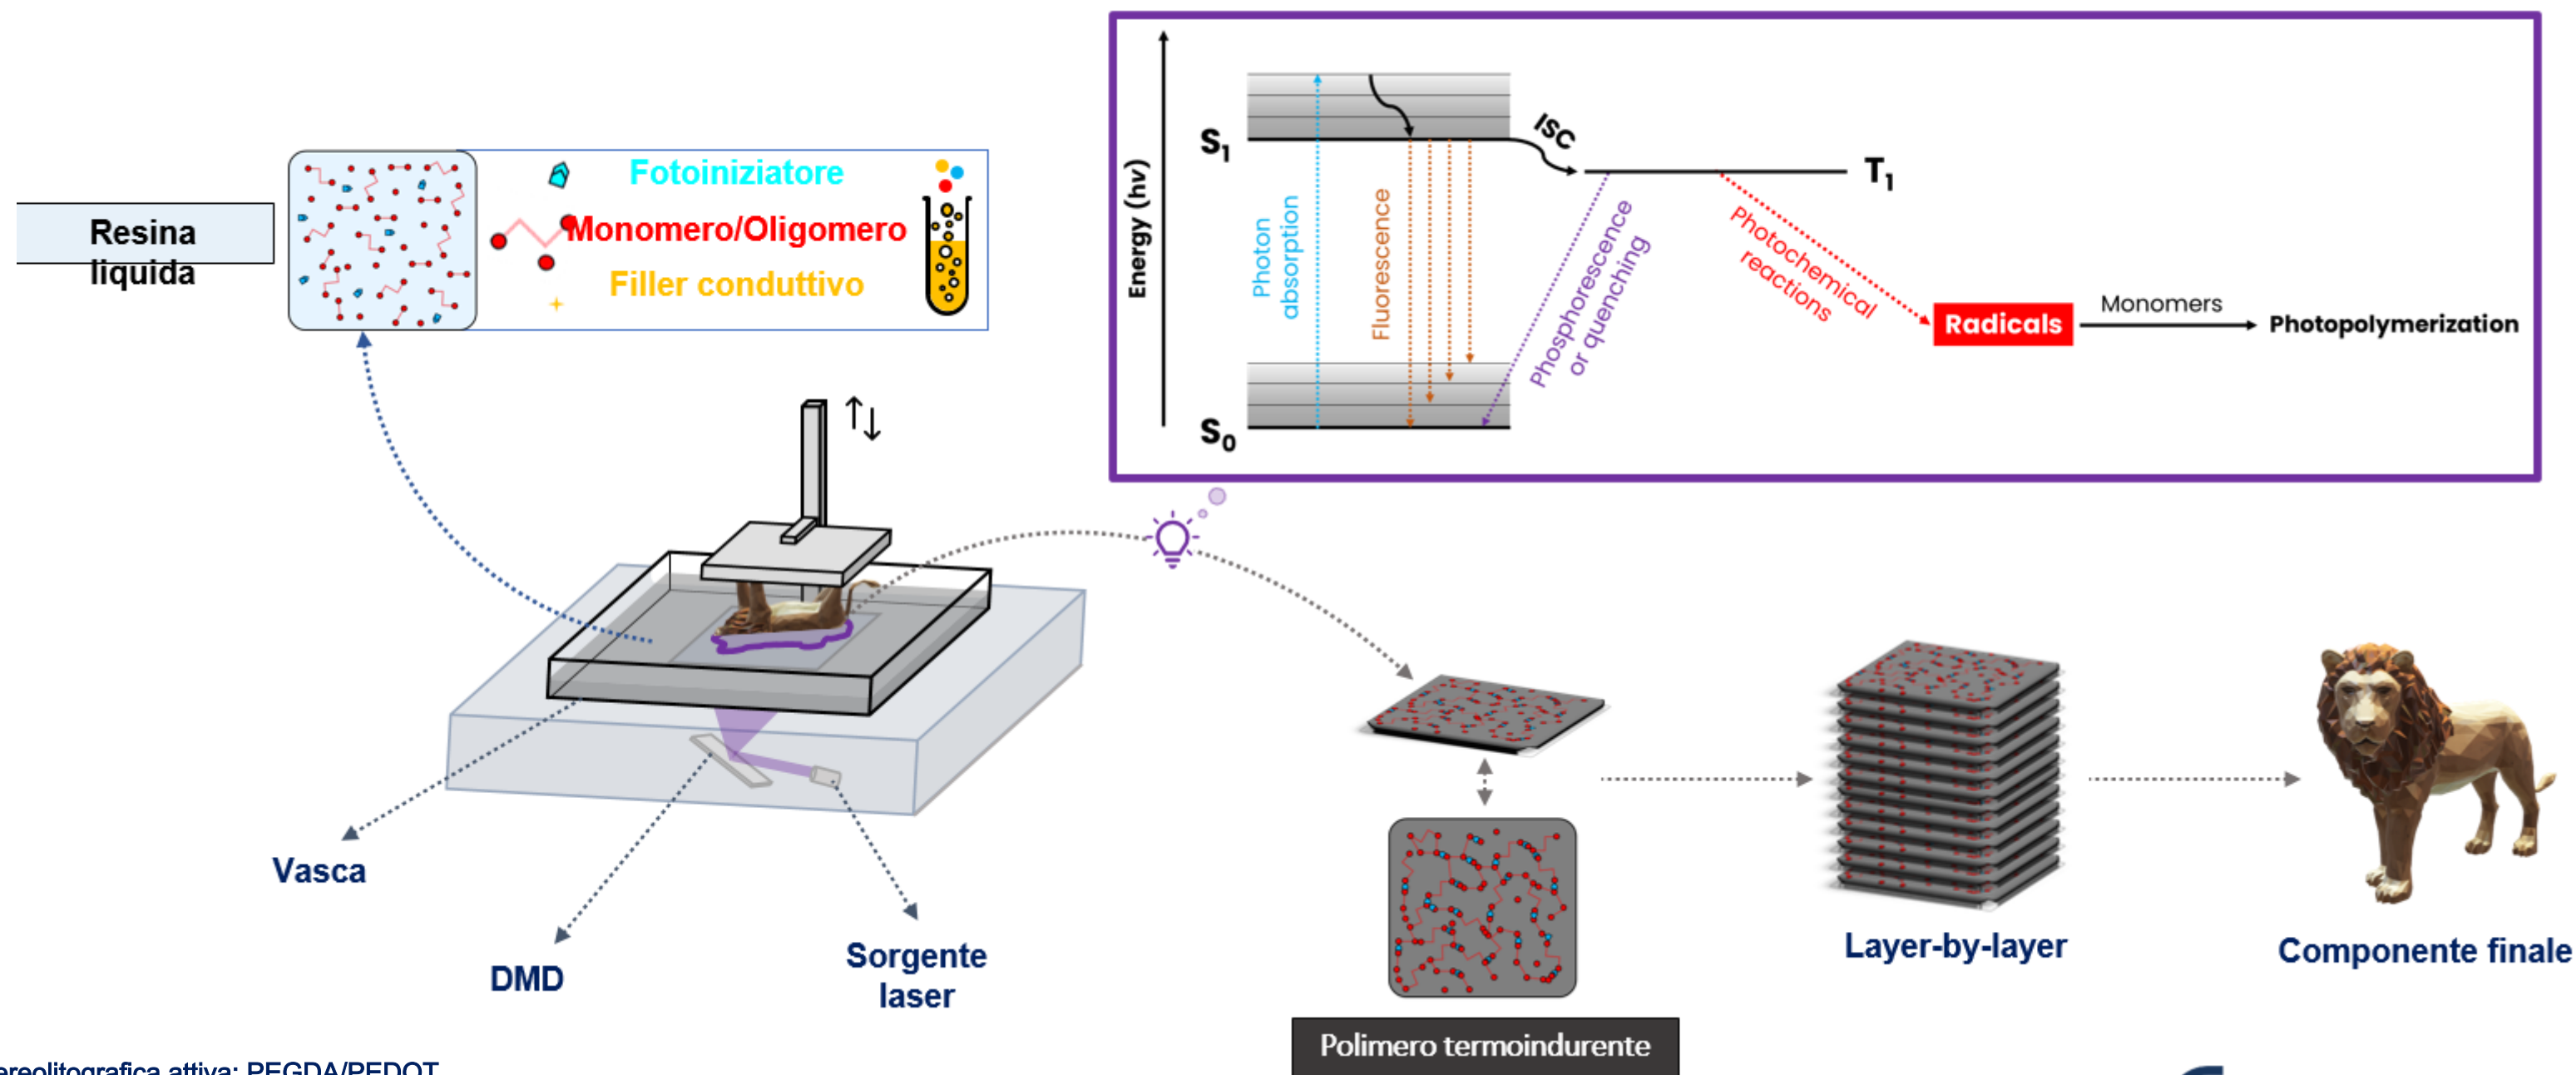 Resina
liquida
Fotoiniziatore
Monomero/Oligomero
Filler conduttivo
Energy (hv)
S1
S0
Photon
absorption
Fluorescence
ISC
T1
Phosphorescence
or quenching
Photochemical
reactions
Radicals
Monomers
Photopolymerization
Vasca
DMD
Sorgente
laser
Polimero termoindurente
Layer-by-layer
Componente finale
ereolitografica attiva: PEGDA/PEDOT